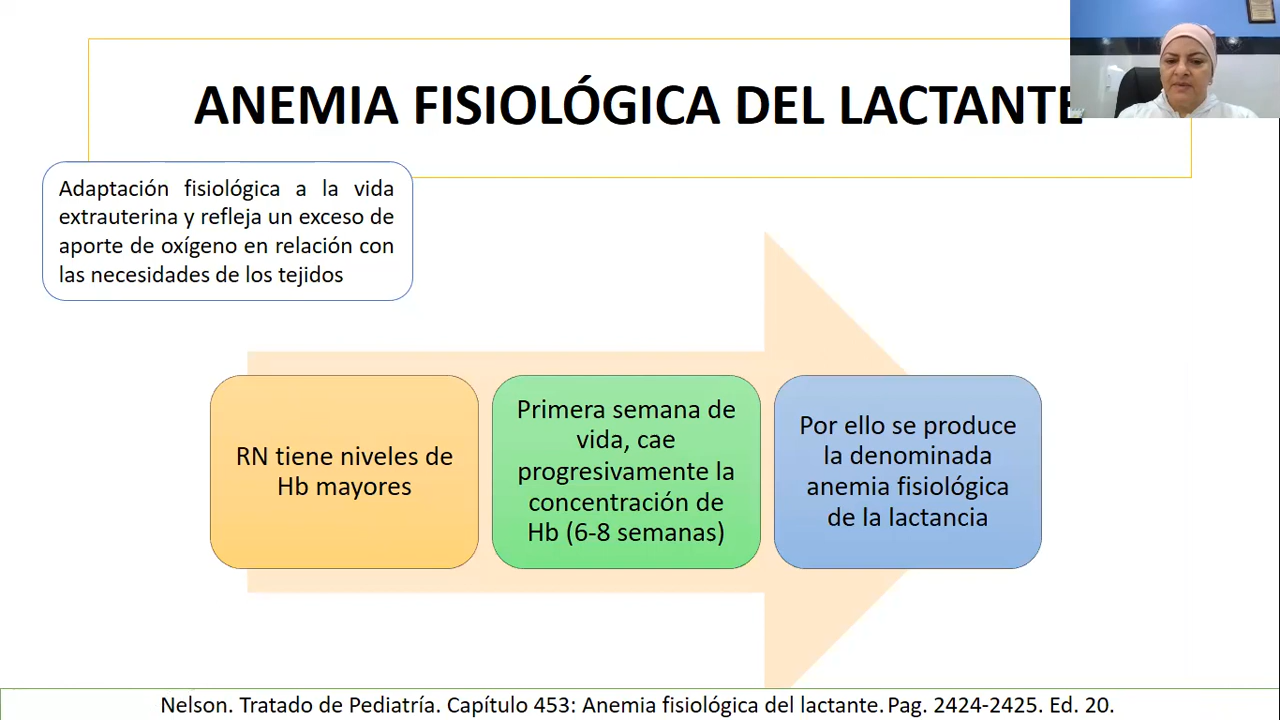 ANEMIA FISIOLÓGICA DEL LACTANTE
Adaptación fisiológica a la vida
extrauterina y refleja un exceso de
aporte de oxígeno en relación con
las necesidades de los tejidos
RN tiene niveles de
Hb mayores
Primera semana de
vida, cae
progresivamente la
concentración de
Hb (6-8 semanas)
Por ello se produce
la denominada
anemia fisiológica
de la lactancia
Nelson. Tratado de Pediatría. Capítulo 453: Anemia fisiológica del lactante. Pag. 2424-2425. Ed. 20.